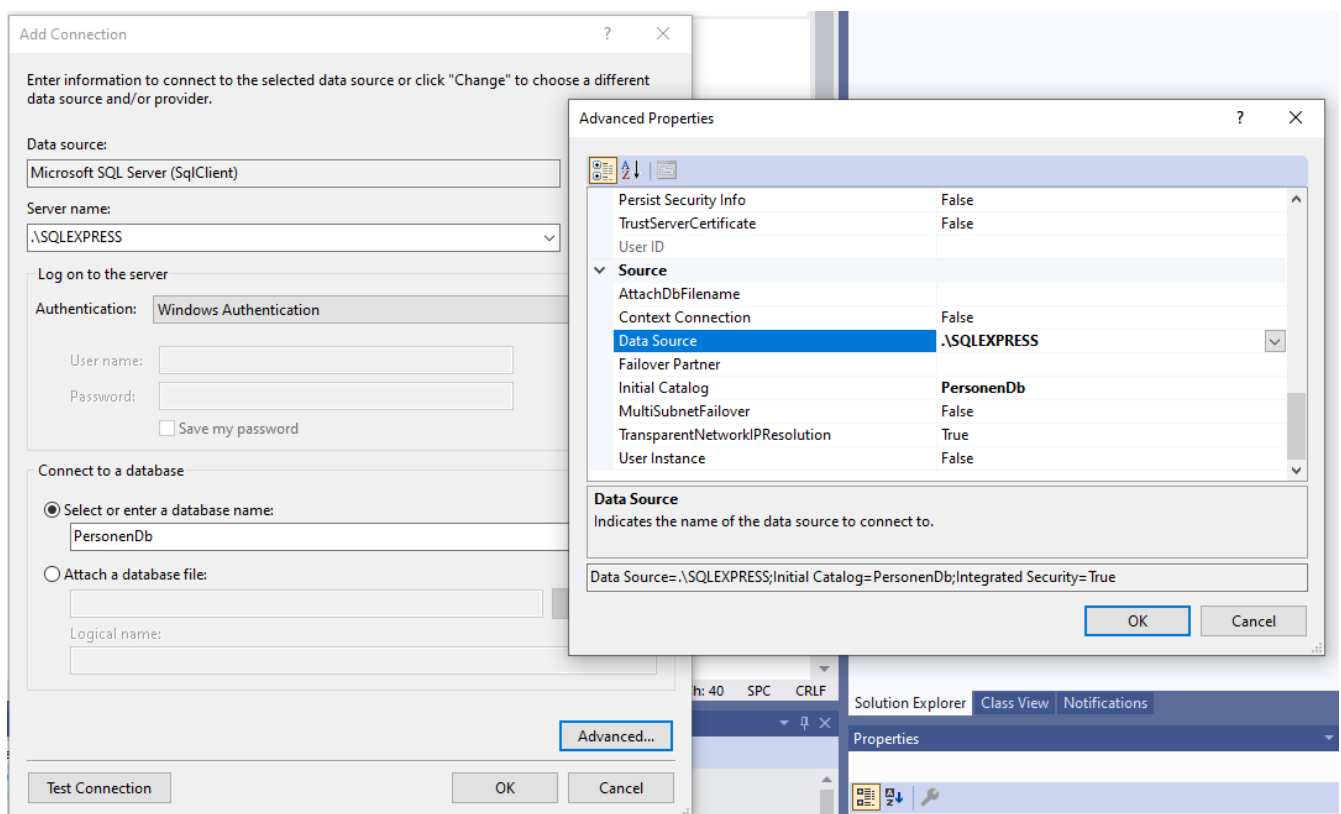 Add Connection
?
Enter information to connect to the selected data source or click "Change" to choose a different
data source and/or provider.
Data source:
Microsoft SQL Server (SqlClient)
Server name:
.\SQLEXPRESS
Log on to the server
Authentication:
Windows Authentication
User name:
Password:
Save my password
Connect to a database
Select or enter a database name:
PersonenDb
Attach a database file:
Logical name:
Advanced...
Test Connection
OK
Cancel
Advanced Properties
?
Persist Security Info False
TrustServerCertificate False
User ID
Source
AttachDbFilename
Context Connection False
Data Source .\SQLEXPRESS
Failover Partner
Initial Catalog PersonenDb
MultiSubnetFailover False
TransparentNetworkIPResolution True
User Instance False
Data Source
Indicates the name of the data source to connect to.
Data Source=.\SQLEXPRESS;Initial Catalog=PersonenDb;Integrated Security=True
OK
Cancel
h: 40 SPC CRLF
Solution Explorer Class View Notifications
Properties